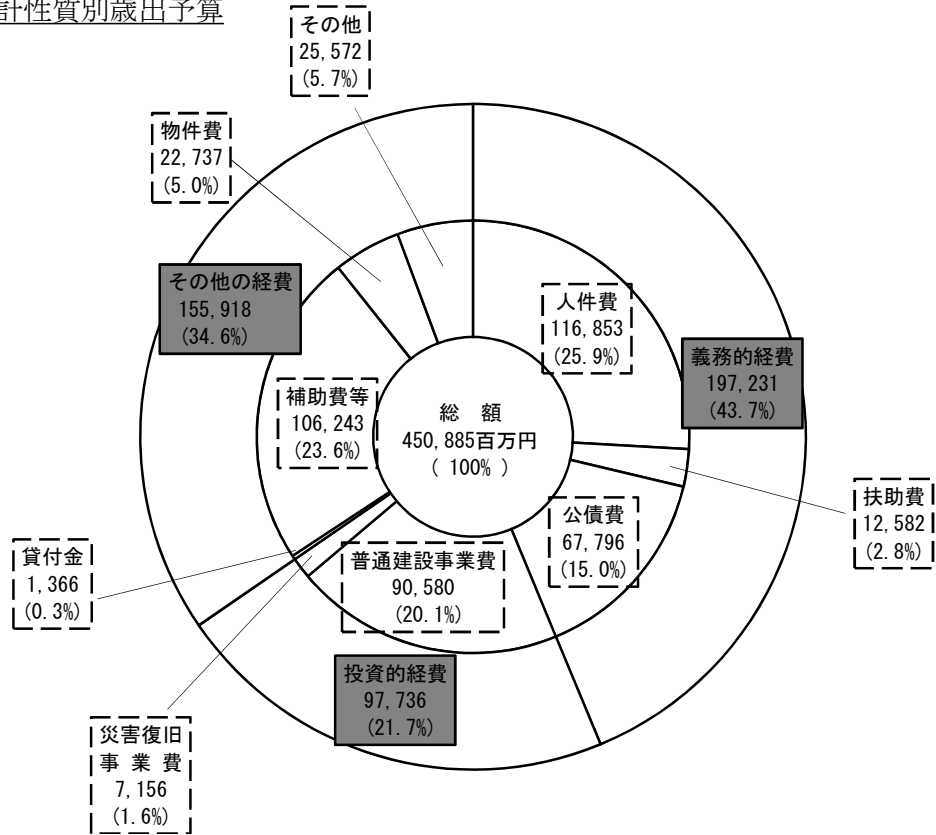 計性質別歳出予算
その他
25,572
(5.7%)
物件費
22,737
(5.0%)
その他の経費
155,918
(34.6%)
人件費
116,853
(25.9%)
義務的経費
197,231
(43.7%)
補助費等
106,243
(23.6%)
総 額
450,885百万円
( 100% )
扶助費
12,582
(2.8%)
公債費
67,796
(15.0%)
貸付金
1,366
(0.3%)
普通建設事業費
90,580
(20.1%)
投資的経費
97,736
(21.7%)
災害復旧
事 業 費
7,156
(1.6%)